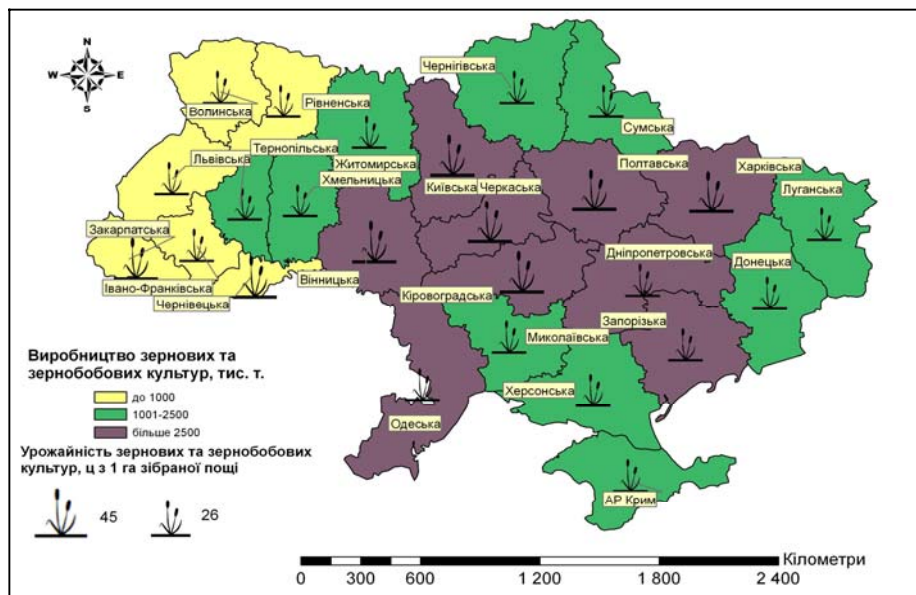 N
W E
S
Чернігівська
Волинська
Рівненська
Сумська
Тернопільська
Львівська
Житомирська
Полтавська
Харківська
Хмельницька
Київська
Черкаська
Луганська
Закарпатська
Дніпропетровська
Донецька
Івано-Франківська
Вінницька
Чернівецька
Кіровоградська
Миколаївська
Запорізька
Херсонська
Одеська
АР Крим
Виробництво зернових та
зернобобових культур, тис. т.
до 1000
1001-2500
більше 2500
Урожайність зернових та зернобобових
культур, ц з 1 га зібраної пощі
45 26
Кілометри
0 300 600 1 200 1 800 2 400